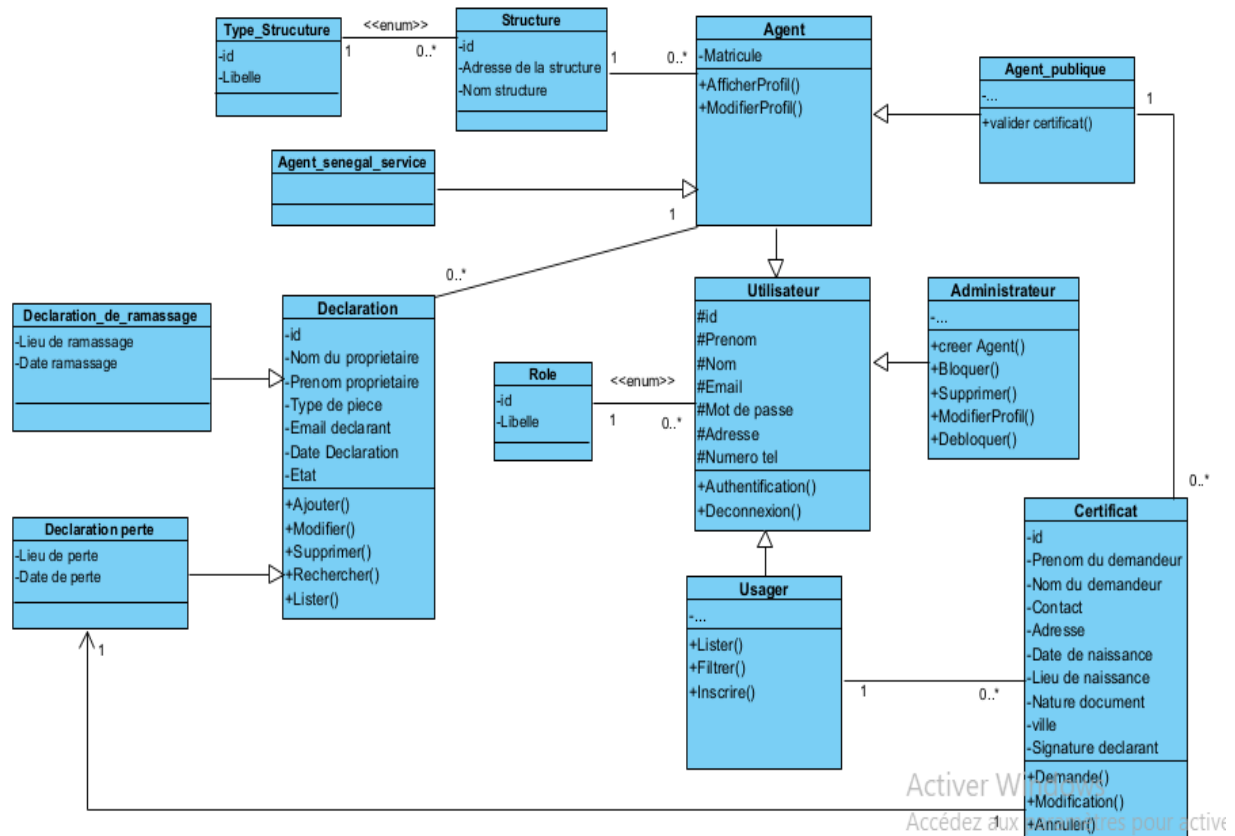 Type_Strucuture
-id
-Libelle
<<enum>>
1
0..*
Structure
-id
-Adresse de la structure
-Nom structure
1
0..*
Agent
-Matricule
+AfficherProfil()
+ModifierProfil()
Agent_publique
-...
+valider certificat()
1
0..*
Agent_senegal_service
1
0..*
Declaration_de_ramassage
-Lieu de ramassage
-Date ramassage
Declaration
-id
-Nom du proprietaire
-Prenom proprietaire
-Type de piece
-Email declarant
-Date Declaration
-Etat
+Ajouter()
+Modifier()
+Supprimer()
+Rechercher()
+Lister()
Role
-id
-Libelle
<<enum>>
1
0..*
Utilisateur
#id
#Prenom
#Nom
#Email
#Mot de passe
#Adresse
#Numero tel
+Authentification()
+Deconnexion()
Administrateur
-...
+creer Agent()
+Bloquer()
+Supprimer()
+ModifierProfil()
+Debloquer()
Declaration perte
-Lieu de perte
-Date de perte
1
Usager
-...
+Lister()
+Filtrer()
+Inscrire()
1
0..*
Certificat
-id
-Prenom du demandeur
-Nom du demandeur
-Contact
-Adresse
-Date de naissance
-Lieu de naissance
-Nature document
-ville
-Signature declarant
+Demande()
+Modification()
+Annuler()
1
Activer Windows
Accédez aux paramètres pour active